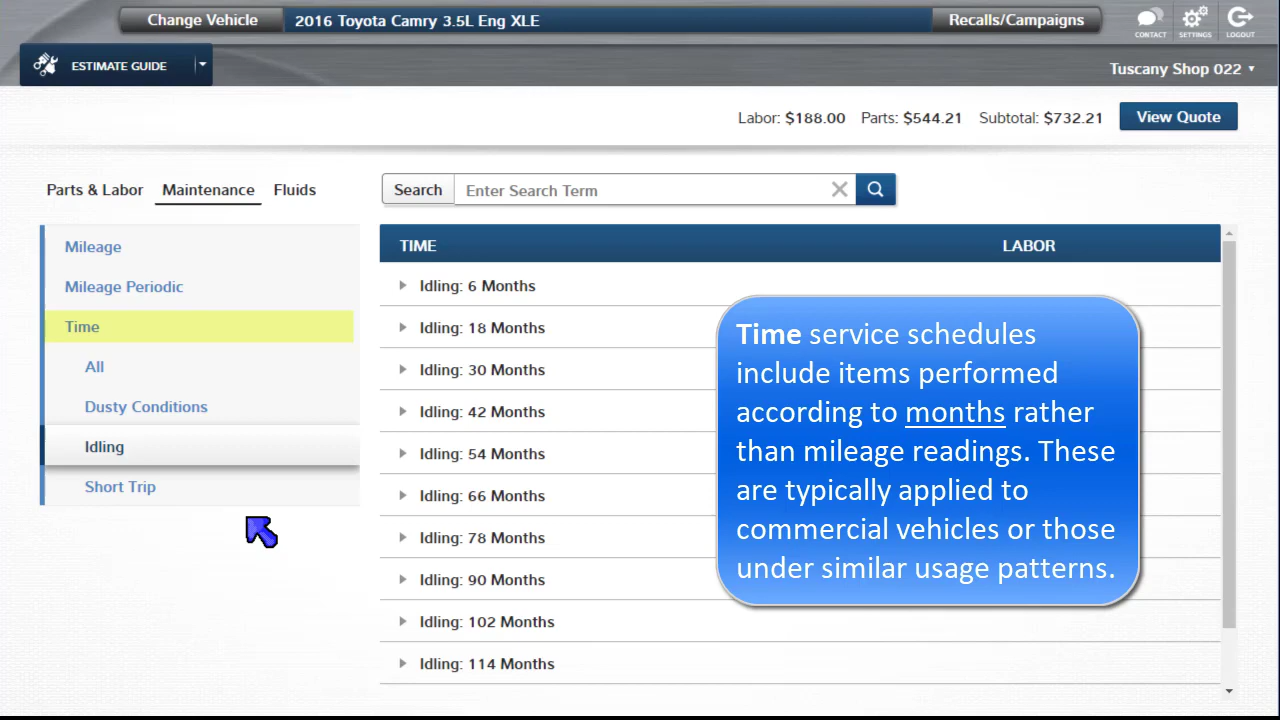 Change Vehicle
2016 Toyota Camry 3.5L Eng XLE
Recalls/Campaigns
CONTACT
SETTINGS
LOGOUT
ESTIMATE GUIDE
Tuscany Shop 022
Labor: $188.00 Parts: $544.21 Subtotal: $732.21
View Quote
Parts & Labor
Maintenance
Fluids
Search
Enter Search Term
Mileage
Mileage Periodic
Time
All
Dusty Conditions
Idling
Short Trip
TIME
LABOR
Idling: 6 Months
Idling: 18 Months
Idling: 30 Months
Idling: 42 Months
Idling: 54 Months
Idling: 66 Months
Idling: 78 Months
Idling: 90 Months
Idling: 102 Months
Idling: 114 Months
Time service schedules
include items performed
according to months rather
than mileage readings. These
are typically applied to
commercial vehicles or those
under similar usage patterns.